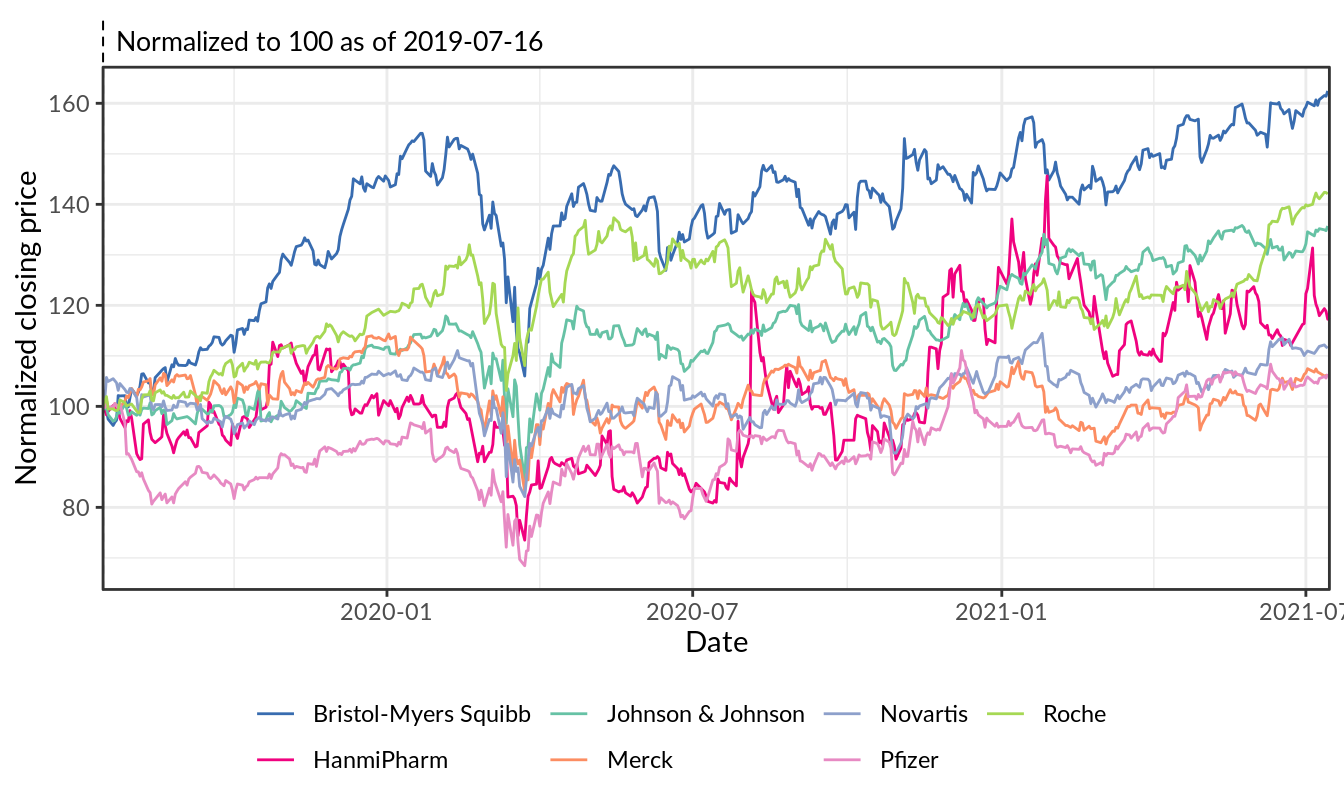 Normalized to 100 as of 2019-07-16
Normalized closing price
160
140
120
100
80
2020-01
2020-07
2021-01
2021-07
Date
Bristol-Myers Squibb
Johnson & Johnson
Novartis
Roche
HanmiPharm
Merck
Pfizer